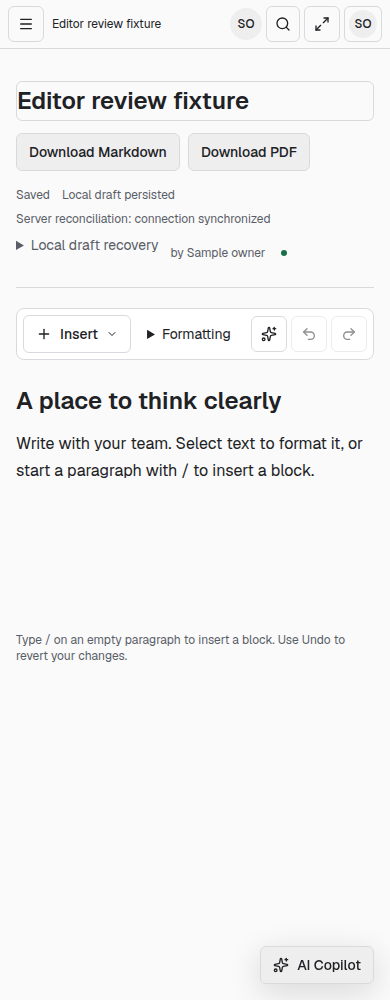 Editor review fixture
SO
SO
Editor review fixture
Download Markdown
Download PDF
Saved
Local draft persisted
Server reconciliation: connection synchronized
Local draft recovery
by Sample owner
Insert
Formatting
A place to think clearly
Write with your team. Select text to format it, or
start a paragraph with / to insert a block.
Type / on an empty paragraph to insert a block. Use Undo to
revert your changes.
AI Copilot